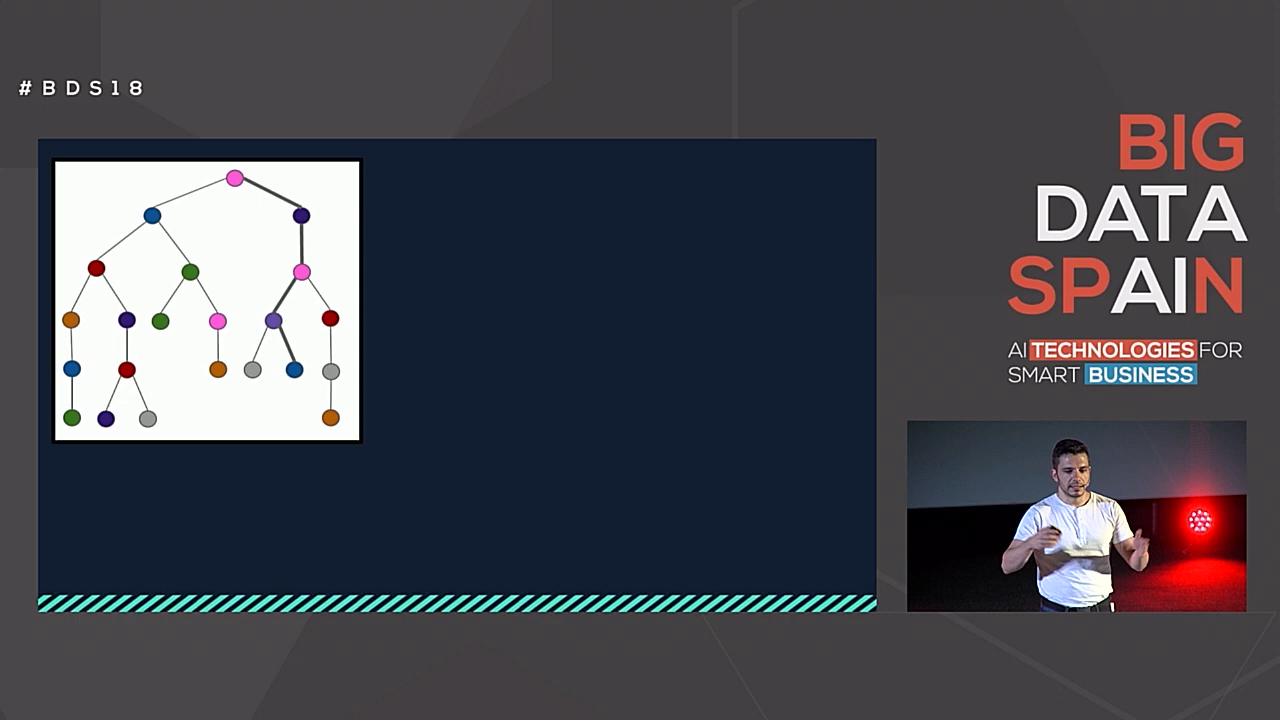 #BDS18
BIG
DATA
SPAIN
AI TECHNOLOGIES FOR
SMART BUSINESS